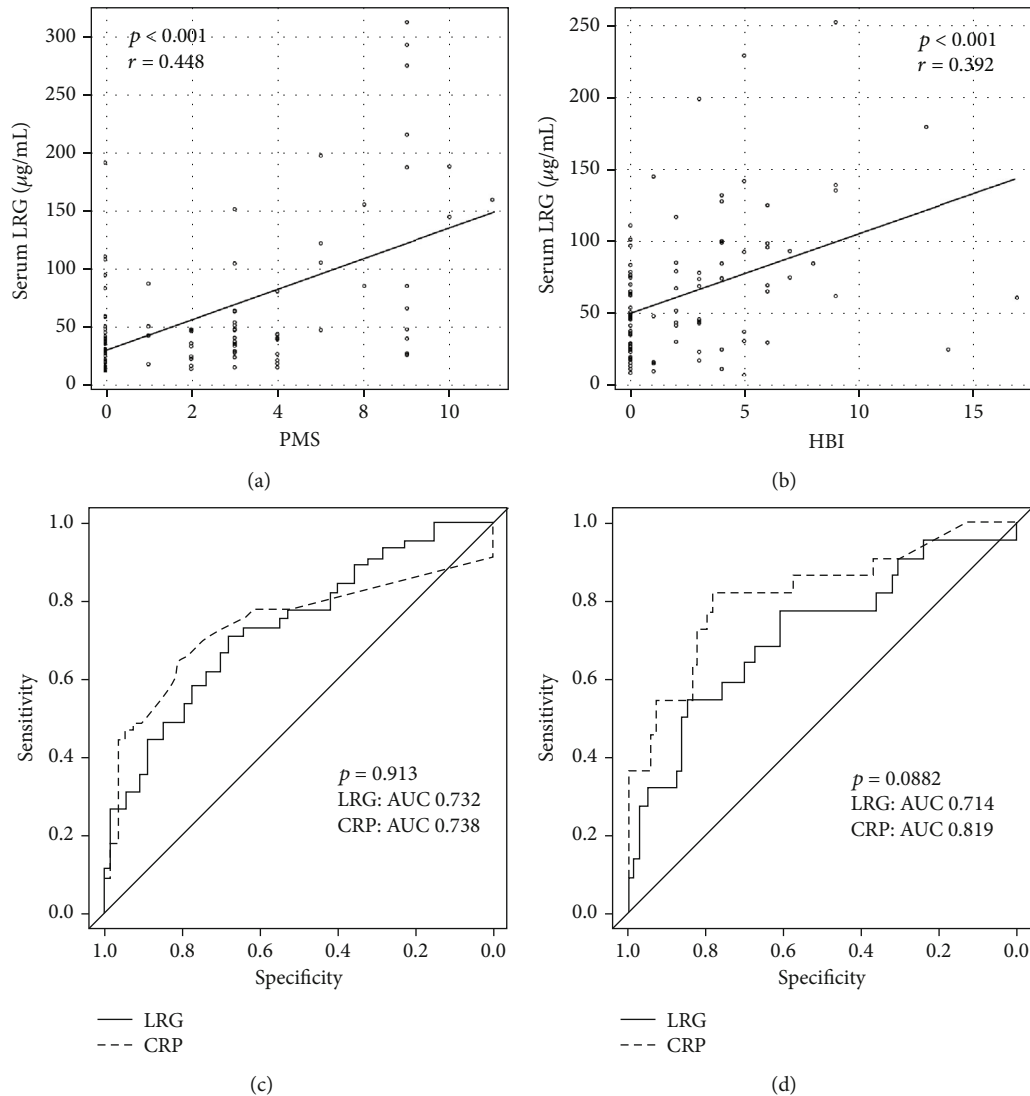 300
250
200
150
100
50
0
Serum LRG (μg/mL)
p < 0.001
r = 0.448
0
2
4
6
8
10
PMS
(a)
250
200
150
100
50
0
Serum LRG (μg/mL)
p < 0.001
r = 0.392
0
5
10
15
HBI
(b)
1.0
0.8
0.6
0.4
0.2
0.0
Sensitivity
p = 0.913
LRG: AUC 0.732
CRP: AUC 0.738
1.0
0.8
0.6
0.4
0.2
0.0
Specificity
LRG
CRP
(c)
1.0
0.8
0.6
0.4
0.2
0.0
Sensitivity
p = 0.0882
LRG: AUC 0.714
CRP: AUC 0.819
1.0
0.8
0.6
0.4
0.2
0.0
Specificity
LRG
CRP
(d)